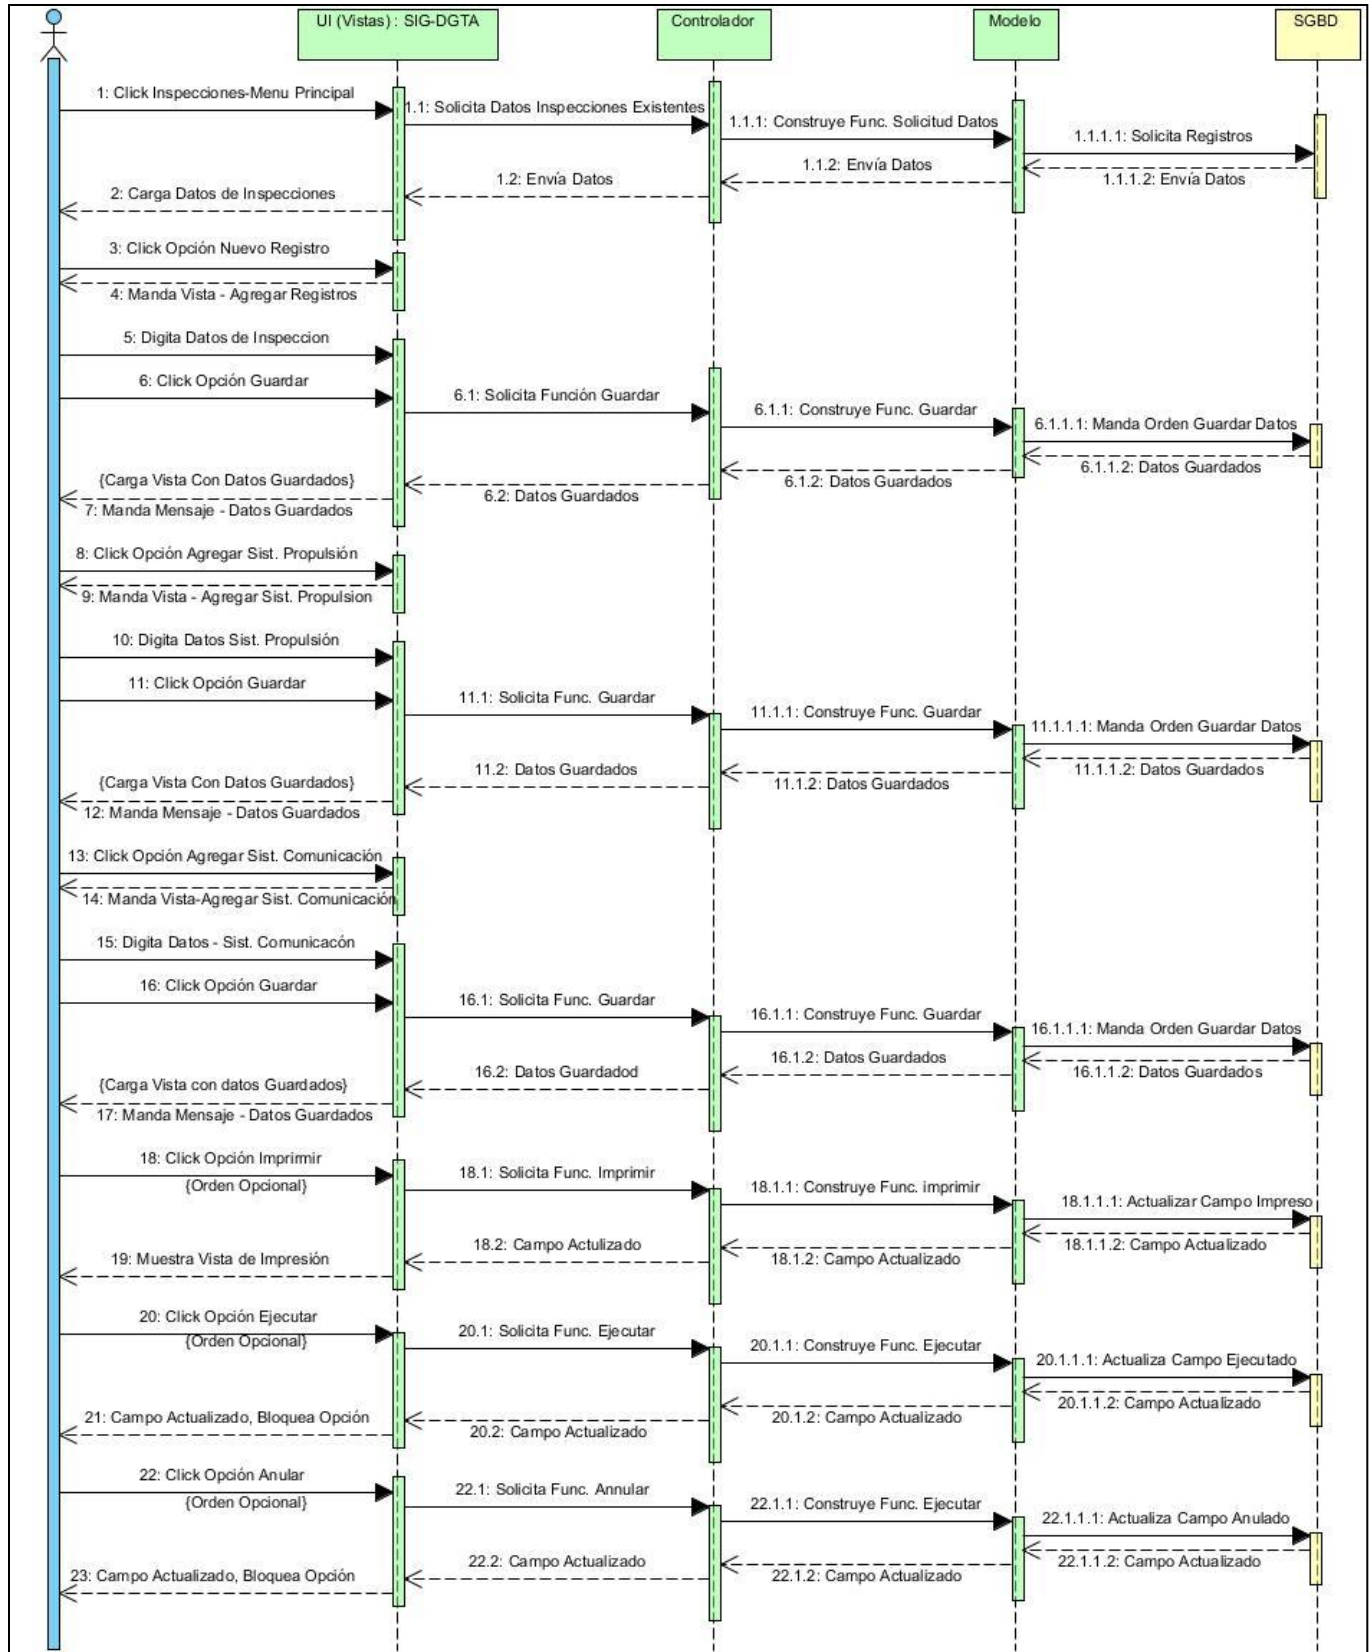 UI (Vistas) : SIG-DGTA
Controlador
Modelo
SGBD
1: Click Inspecciones-Menu Principal
1.1: Solicita Datos Inspecciones Existentes
1.1.1: Construye Func. Solicitud Datos
1.1.1.1: Solicita Registros
1.1.1.2: Envía Datos
1.1.2: Envía Datos
1.2: Envía Datos
2: Carga Datos de Inspecciones
3: Click Opción Nuevo Registro
4: Manda Vista - Agregar Registros
5: Digita Datos de Inspeccion
6: Click Opción Guardar
6.1: Solicita Función Guardar
6.1.1: Construye Func. Guardar
6.1.1.1: Manda Orden Guardar Datos
6.1.1.2: Datos Guardados
6.1.2: Datos Guardados
6.2: Datos Guardados
{Carga Vista Con Datos Guardados}
7: Manda Mensaje - Datos Guardados
8: Click Opción Agregar Sist. Propulsión
9: Manda Vista - Agregar Sist. Propulsion
10: Digita Datos Sist. Propulsión
11: Click Opción Guardar
11.1: Solicita Func. Guardar
11.1.1: Construye Func. Guardar
11.1.1.1: Manda Orden Guardar Datos
11.1.1.2: Datos Guardados
11.1.2: Datos Guardados
11.2: Datos Guardados
{Carga Vista Con Datos Guardados}
12: Manda Mensaje - Datos Guardados
13: Click Opción Agregar Sist. Comunicación
14: Manda Vista-Agregar Sist. Comunicación
15: Digita Datos - Sist. Comunicacón
16: Click Opción Guardar
16.1: Solicita Func. Guardar
16.1.1: Construye Func. Guardar
16.1.1.1: Manda Orden Guardar Datos
16.1.1.2: Datos Guardados
16.1.2: Datos Guardados
16.2: Datos Guardadod
{Carga Vista con datos Guardados}
17: Manda Mensaje - Datos Guardados
18: Click Opción Imprimir
{Orden Opcional}
18.1: Solicita Func. Imprimir
18.1.1: Construye Func. imprimir
18.1.1.1: Actualizar Campo Impreso
18.1.1.2: Campo Actualizado
18.1.2: Campo Actualizado
18.2: Campo Actulizado
19: Muestra Vista de Impresión
20: Click Opción Ejecutar
{Orden Opcional}
20.1: Solicita Func. Ejecutar
20.1.1: Construye Func. Ejecutar
20.1.1.1: Actualiza Campo Ejecutado
20.1.1.2: Campo Actualizado
20.1.2: Campo Actualizado
20.2: Campo Actualizado
21: Campo Actualizado, Bloquea Opción
22: Click Opción Anular
{Orden Opcional}
22.1: Solicita Func. Annular
22.1.1: Construye Func. Ejecutar
22.1.1.1: Actualiza Campo Anulado
22.1.1.2: Campo Actualizado
22.1.2: Campo Actualizado
22.2: Campo Actualizado
23: Campo Actualizado, Bloquea Opción